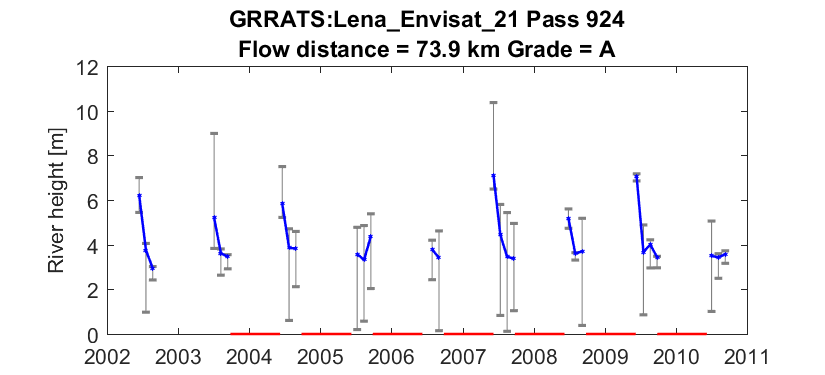 GRRATS:Lena_Envisat_21 Pass 924
Flow distance = 73.9 km Grade = A
River height [m]
12
10
8
6
4
2
0
2002 2003 2004 2005 2006 2007 2008 2009 2010 2011